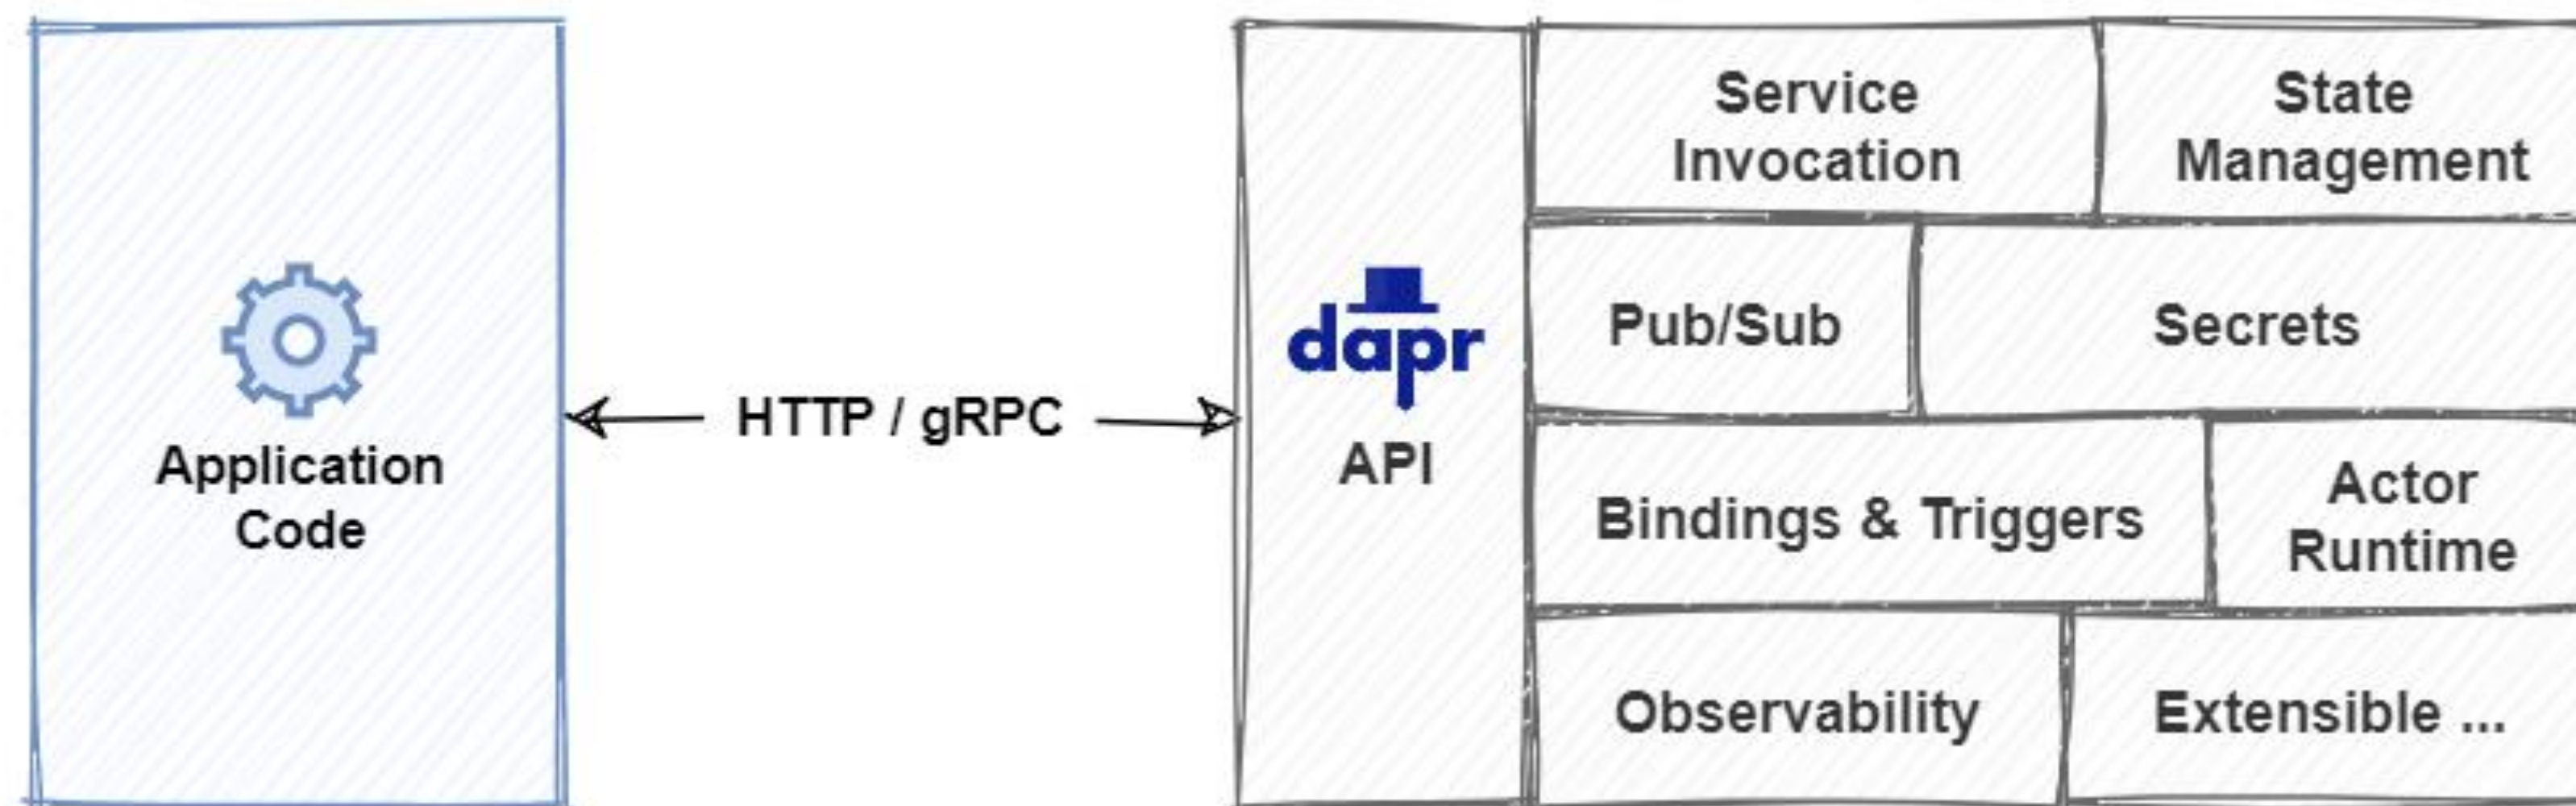 Application
Code
HTTP / gRPC
dapr
API
Service
Invocation
State
Management
Pub/Sub
Secrets
Bindings & Triggers
Actor
Runtime
Observability
Extensible ...